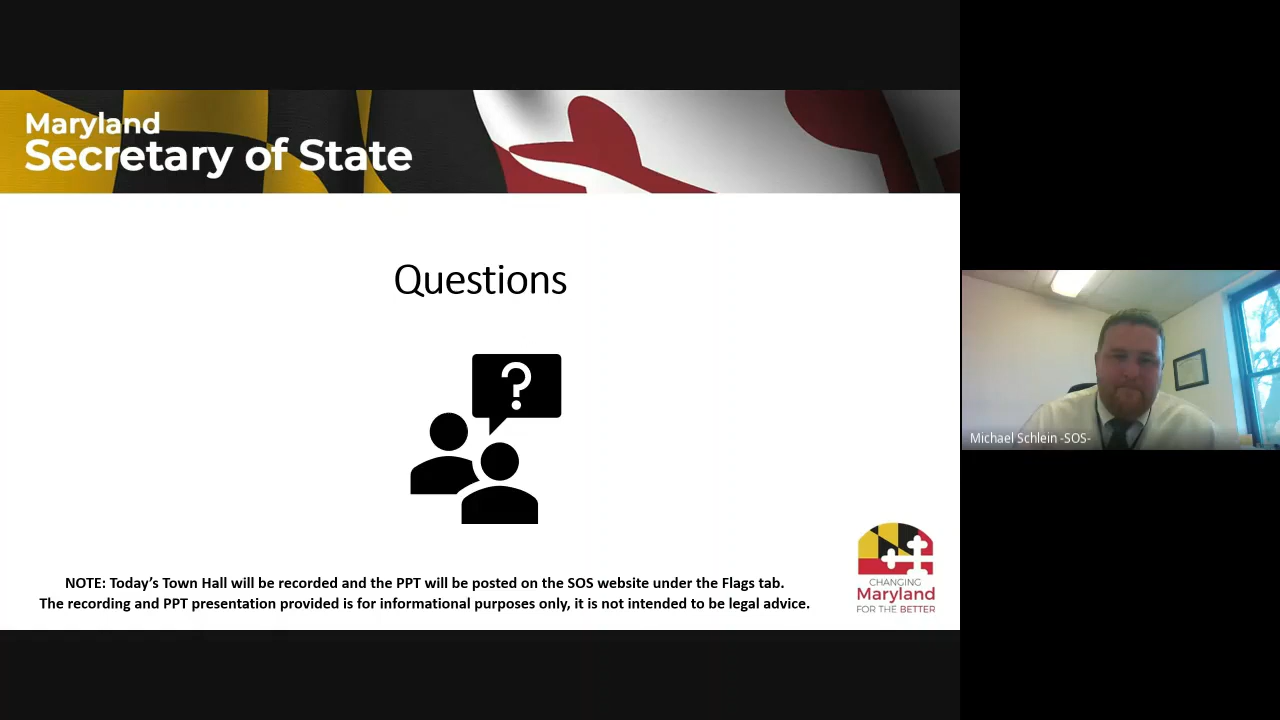 Maryland
Secretary of State
Questions
?
Michael Schlein -SOS-
NOTE: Today's Town Hall will be recorded and the PPT will be posted on the SOS website under the Flags tab.
The recording and PPT presentation provided is for informational purposes only, it is not intended to be legal advice.
CHANGING
Maryland
FOR THE BETTER